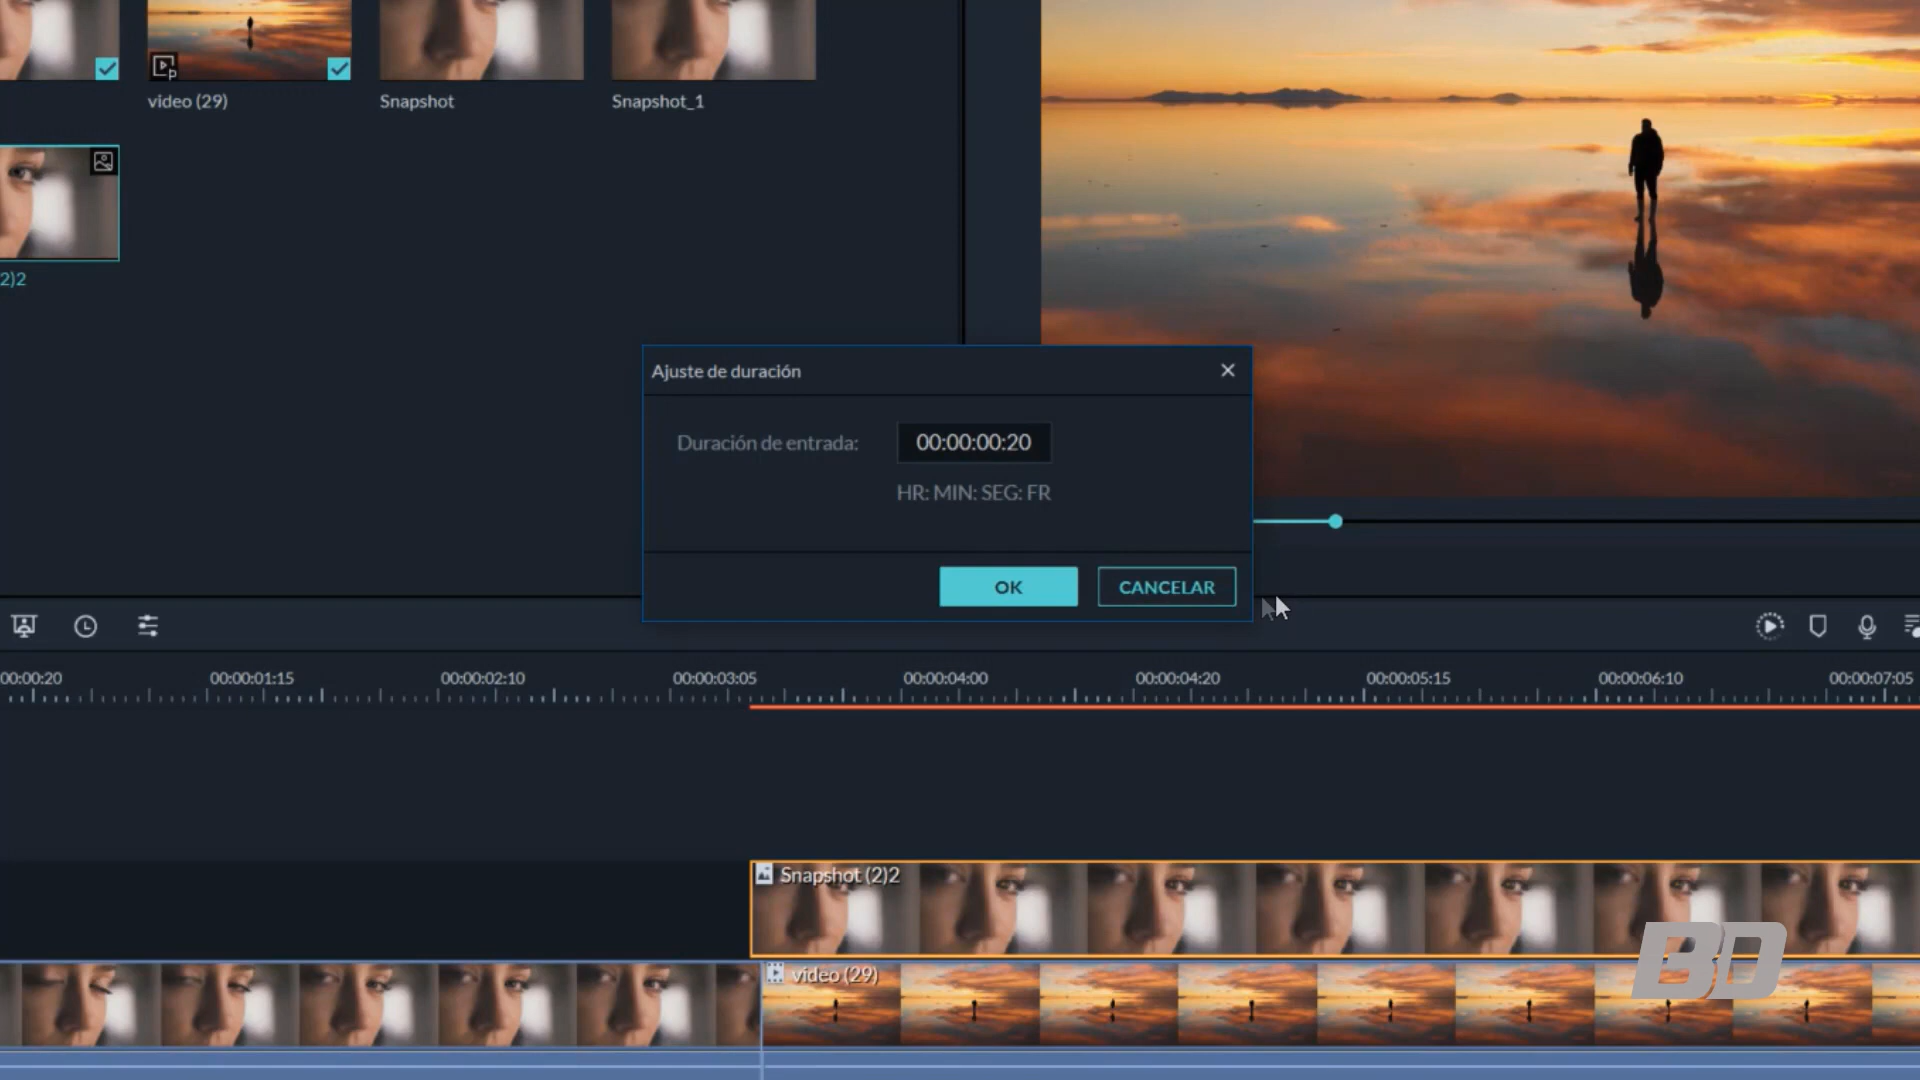 video (29)
Snapshot
Snapshot_1
2)2
Ajuste de duración
Duración de entrada:
00:00:00:20
HR: MIN: SEG: FR
OK
CANCELAR
00:00:20
00:00:01:15
00:00:02:10
00:00:03:05
00:00:04:00
00:00:04:20
00:00:05:15
00:00:06:10
00:00:07:05
Snapshot (2)2
video (29)
BD